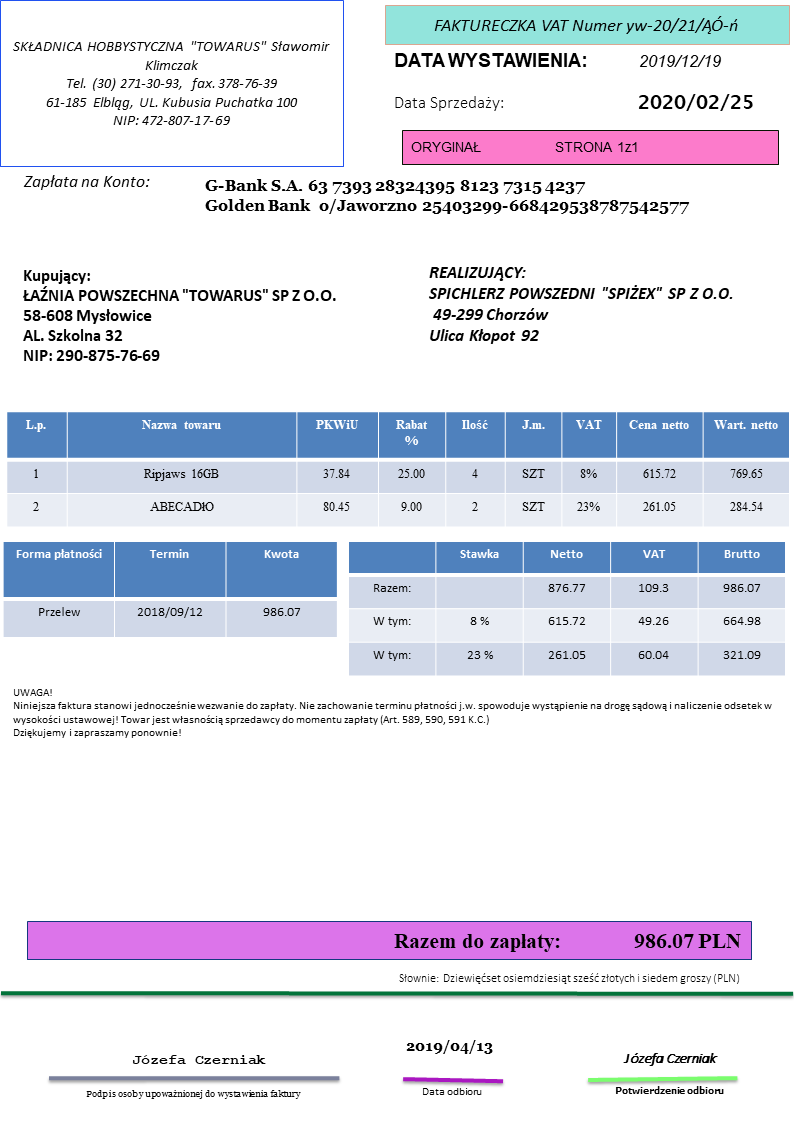 SKŁADNICA HOBBYSTYCZNA "TOWARUS" Sławomir
Klimczak
Tel. (30) 271-30-93, fax. 378-76-39
61-185 Elbląg, UL. Kubusia Puchatka 100
NIP: 472-807-17-69
FAKTURECZKA VAT Numer yw-20/21/ĄÓ-ń
DATA WYSTAWIENIA: 2019/12/19
Data Sprzedaży: 2020/02/25
ORYGINAŁ STRONA 1z1
Zapłata na Konto:
G-Bank S.A. 63 7393 28324395 8123 7315 4237
Golden Bank o/Jaworzno 25403299-668429538787542577
Kupujący:
ŁAŹNIA POWSZECHNA "TOWARUS" SP Z O.O.
58-608 Mysłowice
AL. Szkolna 32
NIP: 290-875-76-69
REALIZUJĄCY:
SPICHLERZ POWSZEDNI "SPIŻEX" SP Z O.O.
49-299 Chorzów
Ulica Kłopot 92
L.p. Nazwa towaru PKWiU Rabat % Ilość J.m. VAT Cena netto Wart. netto
1 Ripjaws 16GB 37.84 25.00 4 SZT 8% 615.72 769.65
2 ABECADłO 80.45 9.00 2 SZT 23% 261.05 284.54
Forma płatności Termin Kwota
Przelew 2018/09/12 986.07
Stawka Netto VAT Brutto
Razem: 876.77 109.3 986.07
W tym: 8 % 615.72 49.26 664.98
W tym: 23 % 261.05 60.04 321.09
UWAGA!
Niniejsza faktura stanowi jednocześnie wezwanie do zapłaty. Nie zachowanie terminu płatności j.w. spowoduje wystąpienie na drogę sądową i naliczenie odsetek w
wysokości ustawowej! Towar jest własnością sprzedawcy do momentu zapłaty (Art. 589, 590, 591 K.C.)
Dziękujemy i zapraszamy ponownie!
Razem do zapłaty: 986.07 PLN
Słownie: Dziewięćset osiemdziesiąt sześć złotych i siedem groszy (PLN)
Józefa Czerniak
Podpis osoby upoważnionej do wystawienia faktury
2019/04/13
Data odbioru
Józefa Czerniak
Potwierdzenie odbioru